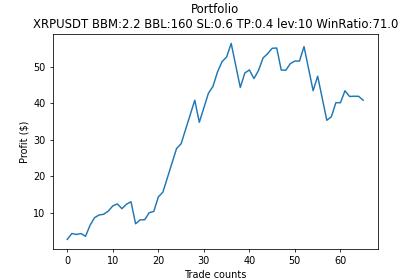 Portfolio
XRPUSDT BBM:2.2 BBL:160 SL:0.6 TP:0.4 lev:10 WinRatio:71.0
Profit ($)
50
40
30
20
10
0 10 20 30 40 50 60
Trade counts